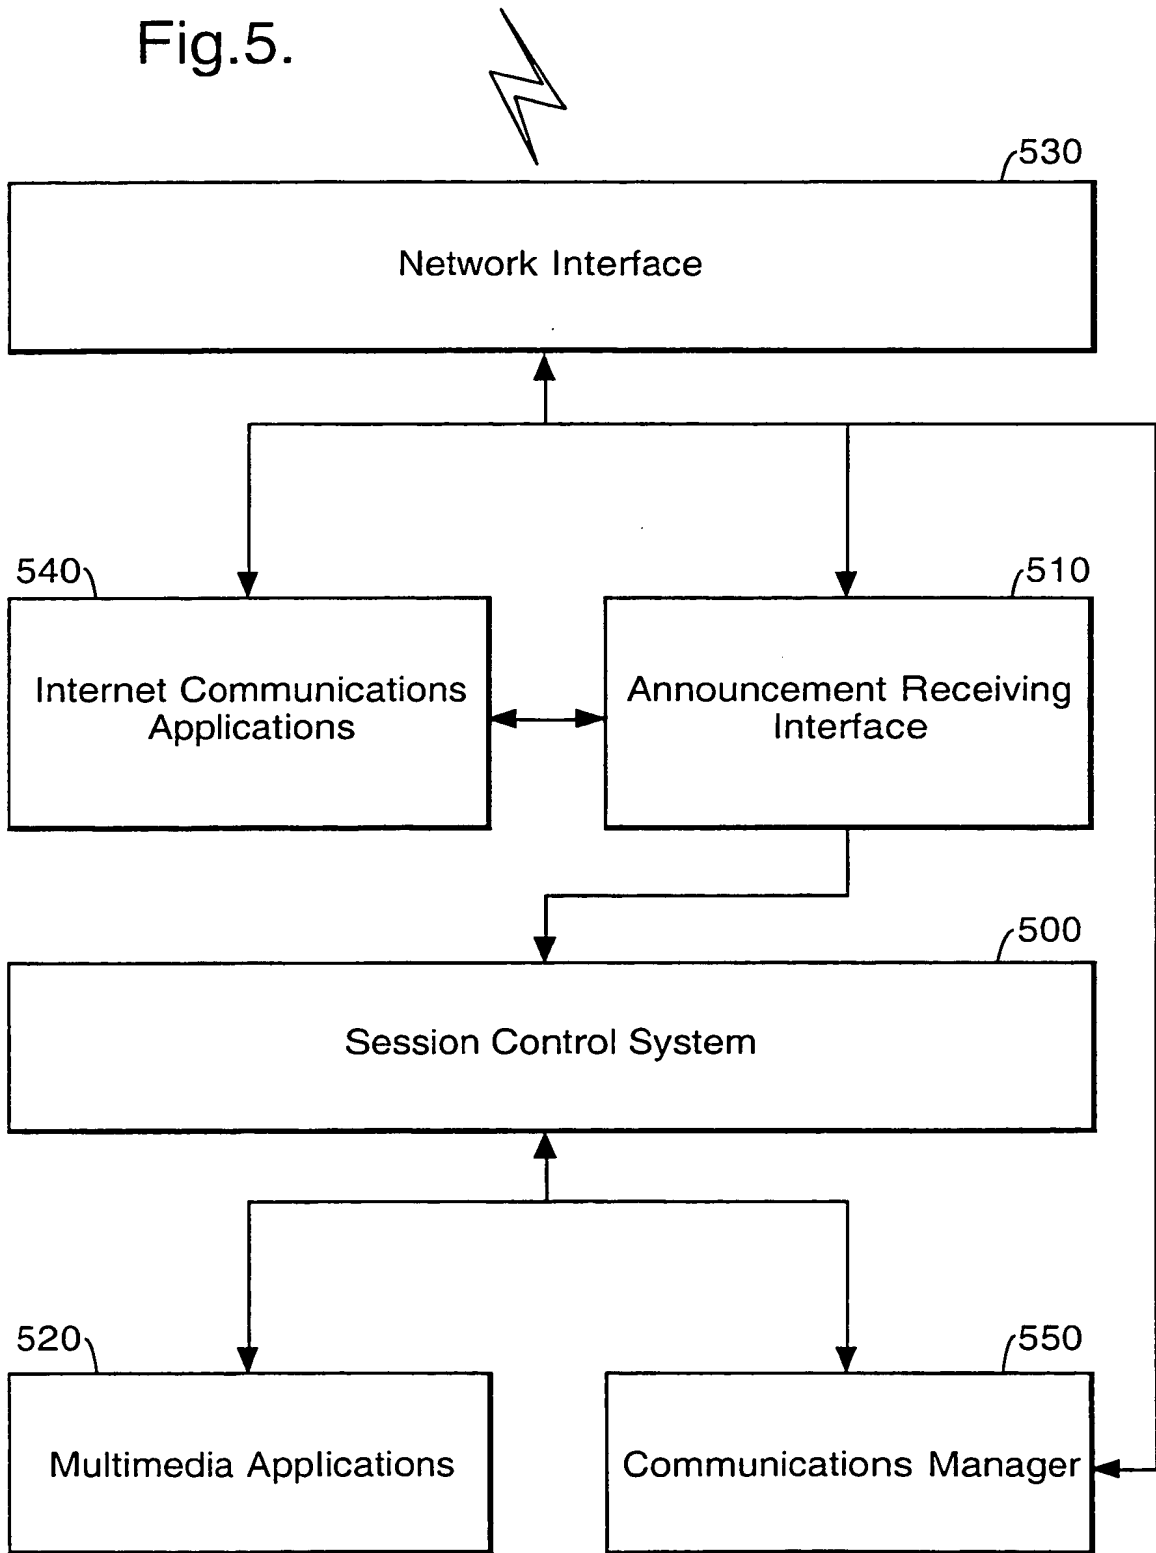 Fig.5.
530
Network Interface
540
510
Internet Communications
Applications
Announcement Receiving
Interface
500
Session Control System
520
550
Multimedia Applications
Communications Manager